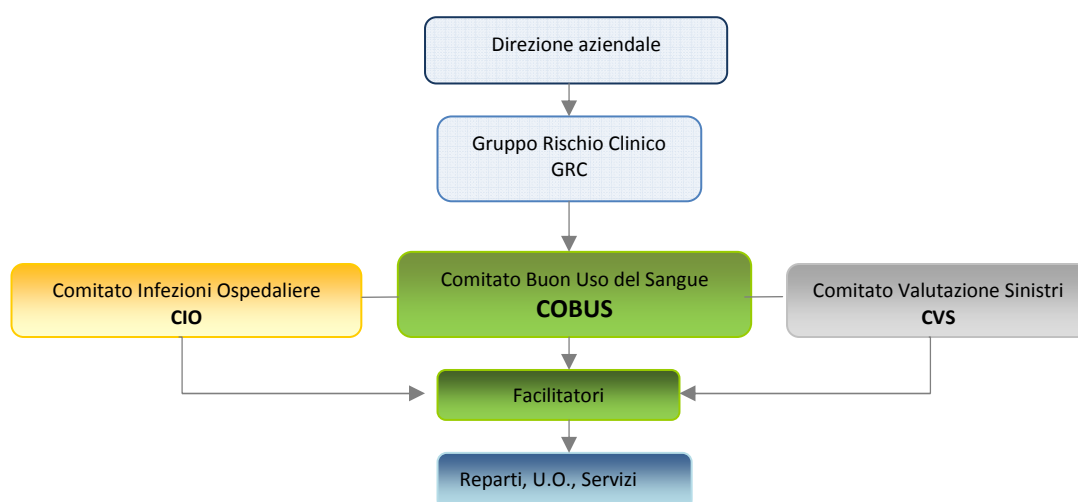 Direzione aziendale
Gruppo Rischio Clinico
GRC
Comitato Infezioni Ospedaliere
CIO
Comitato Buon Uso del Sangue
COBUS
Comitato Valutazione Sinistri
CVS
Facilitatori
Reparti, U.O., Servizi